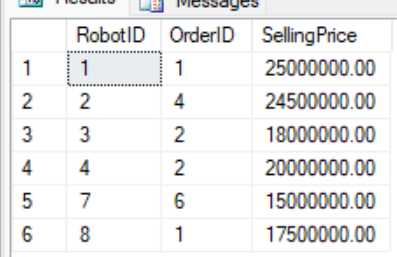 Results Messages
RobotID OrderID SellingPrice
1 1 1 25000000.00
2 2 4 24500000.00
3 3 2 18000000.00
4 4 2 20000000.00
5 7 6 15000000.00
6 8 1 17500000.00